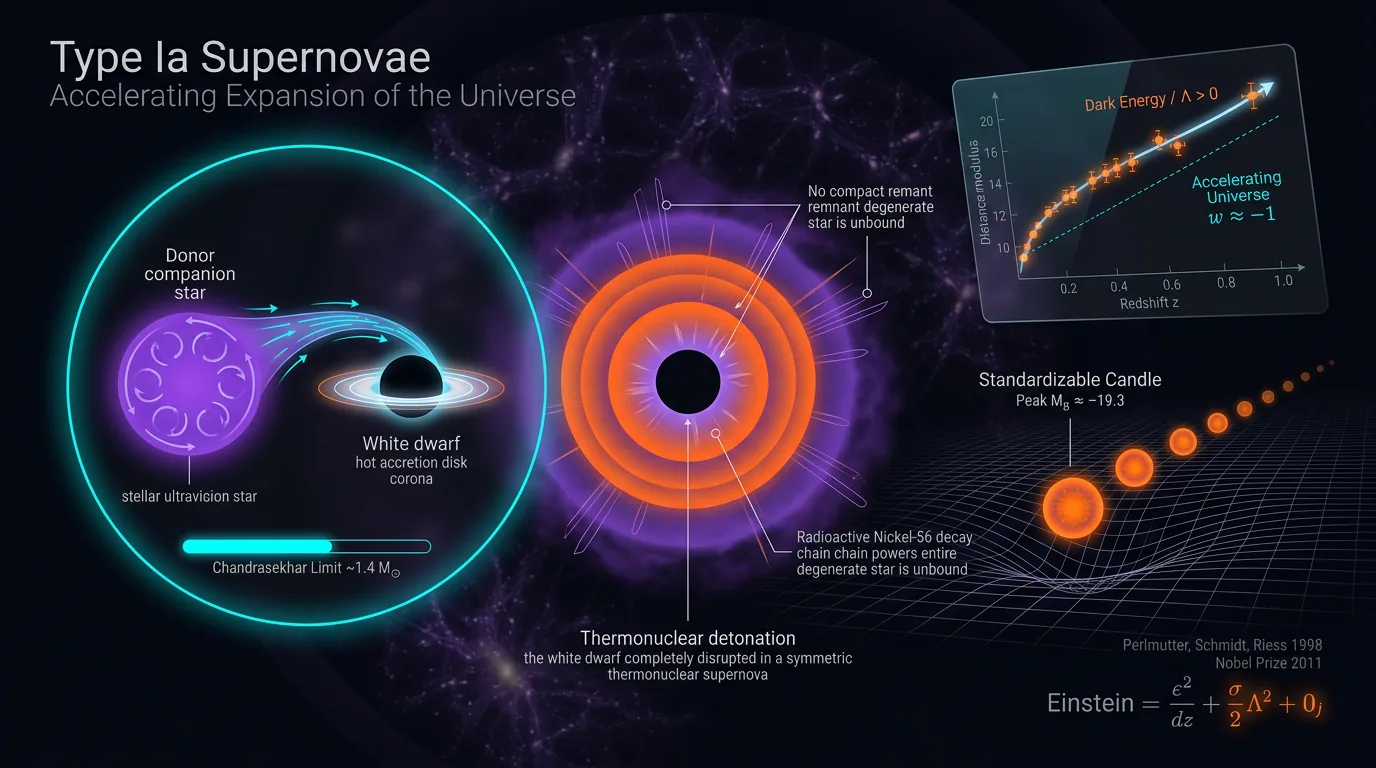 Type Ia Supernovae
Accelerating Expansion of the Universe
Donor
companion
star
stellar ultravicion star
White dwarf
hot accretion disk
corona
Chandrasekhar Limit ~1.4 M☉
No compact remant
remnant degenerate
star is unbound
Radioactive Nickel-56 decay
chain chain powers entire
degenerate star is unbound
Thermonuclear detonation
the white dwarf completely disrupted in a symmetric
thermonuclear supernova
Dark Energy / Λ > 0
Accelerating
Universe
w ≈ −1
Distance modulus
20
16
14
12
10
0.2 0.4 0.6 0.8 1.0
Redshift z
Standardizable Candle
Peak M_B ≈ −19.3
Perlmutter, Schmidt, Riess 1998
Nobel Prize 2011
Einstein = ϵ²/dz + σ/2 Λ² + 0_j